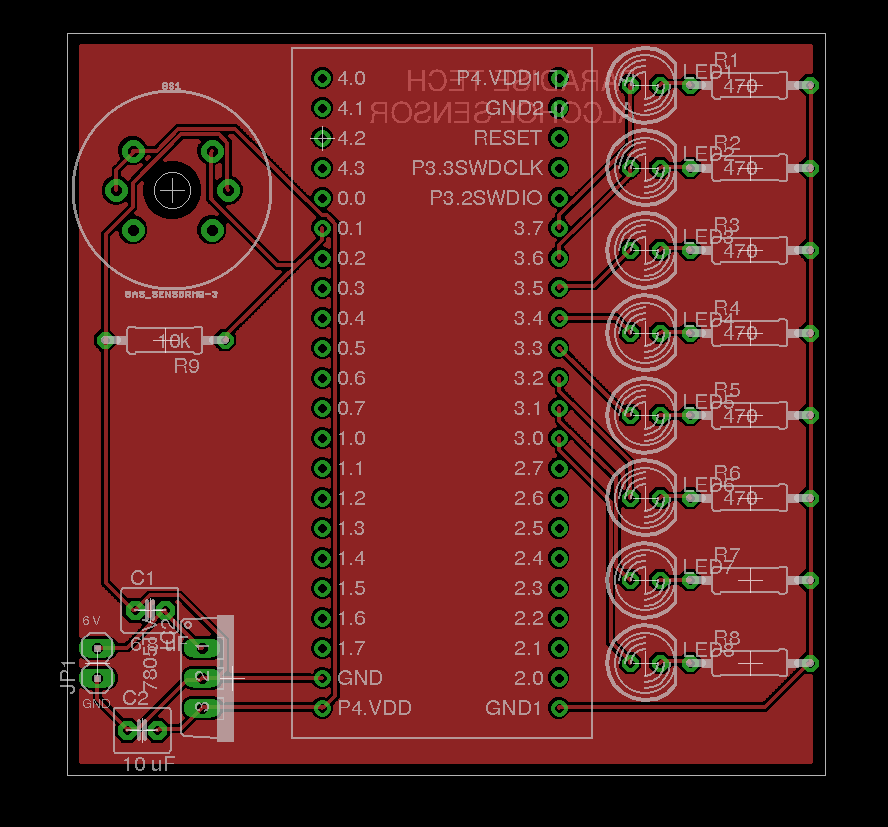 PARADISE TECH
ALCOHOL SENSOR
GS1
GAS_SENSORMQ-3
10k
R9
C1
6V
JP1
GND
C2
10 uF
7805TV
IC2
1
2
3
4.0
4.1
4.2
4.3
0.0
0.1
0.2
0.3
0.4
0.5
0.6
0.7
1.0
1.1
1.2
1.3
1.4
1.5
1.6
1.7
GND
P4.VDD
P4.VDD1
GND2
RESET
P3.3SWDCLK
P3.2SWDIO
3.7
3.6
3.5
3.4
3.3
3.2
3.1
3.0
2.7
2.6
2.5
2.4
2.3
2.2
2.1
2.0
GND1
R1
LED1
470
R2
LED2
470
R3
LED3
470
R4
LED4
470
R5
LED5
470
R6
LED6
470
R7
LED7
R8
LED8